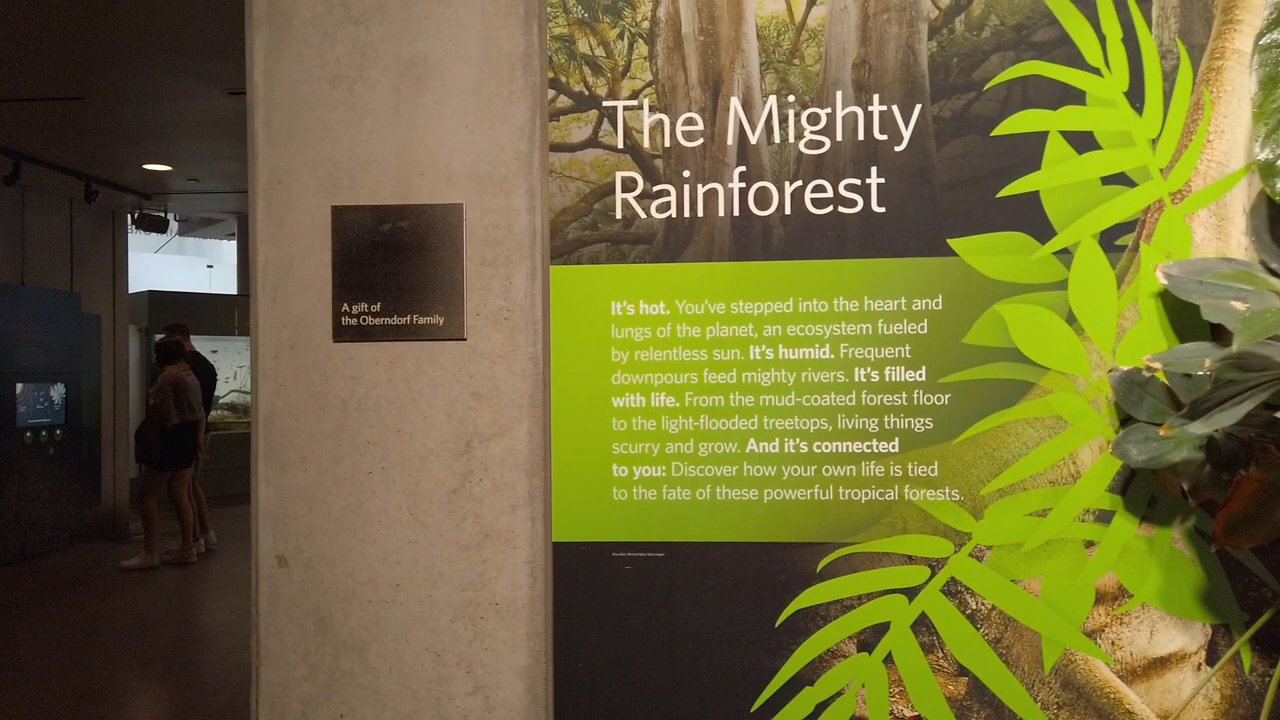 A gift of
the Oberndorf Family
The Mighty
Rainforest
It's hot. You've stepped into the heart and
lungs of the planet, an ecosystem fueled
by relentless sun. It's humid. Frequent
downpours feed mighty rivers. It's filled
with life. From the mud-coated forest floor
to the light-flooded treetops, living things
scurry and grow. And it's connected
to you: Discover how your own life is tied
to the fate of these powerful tropical forests.